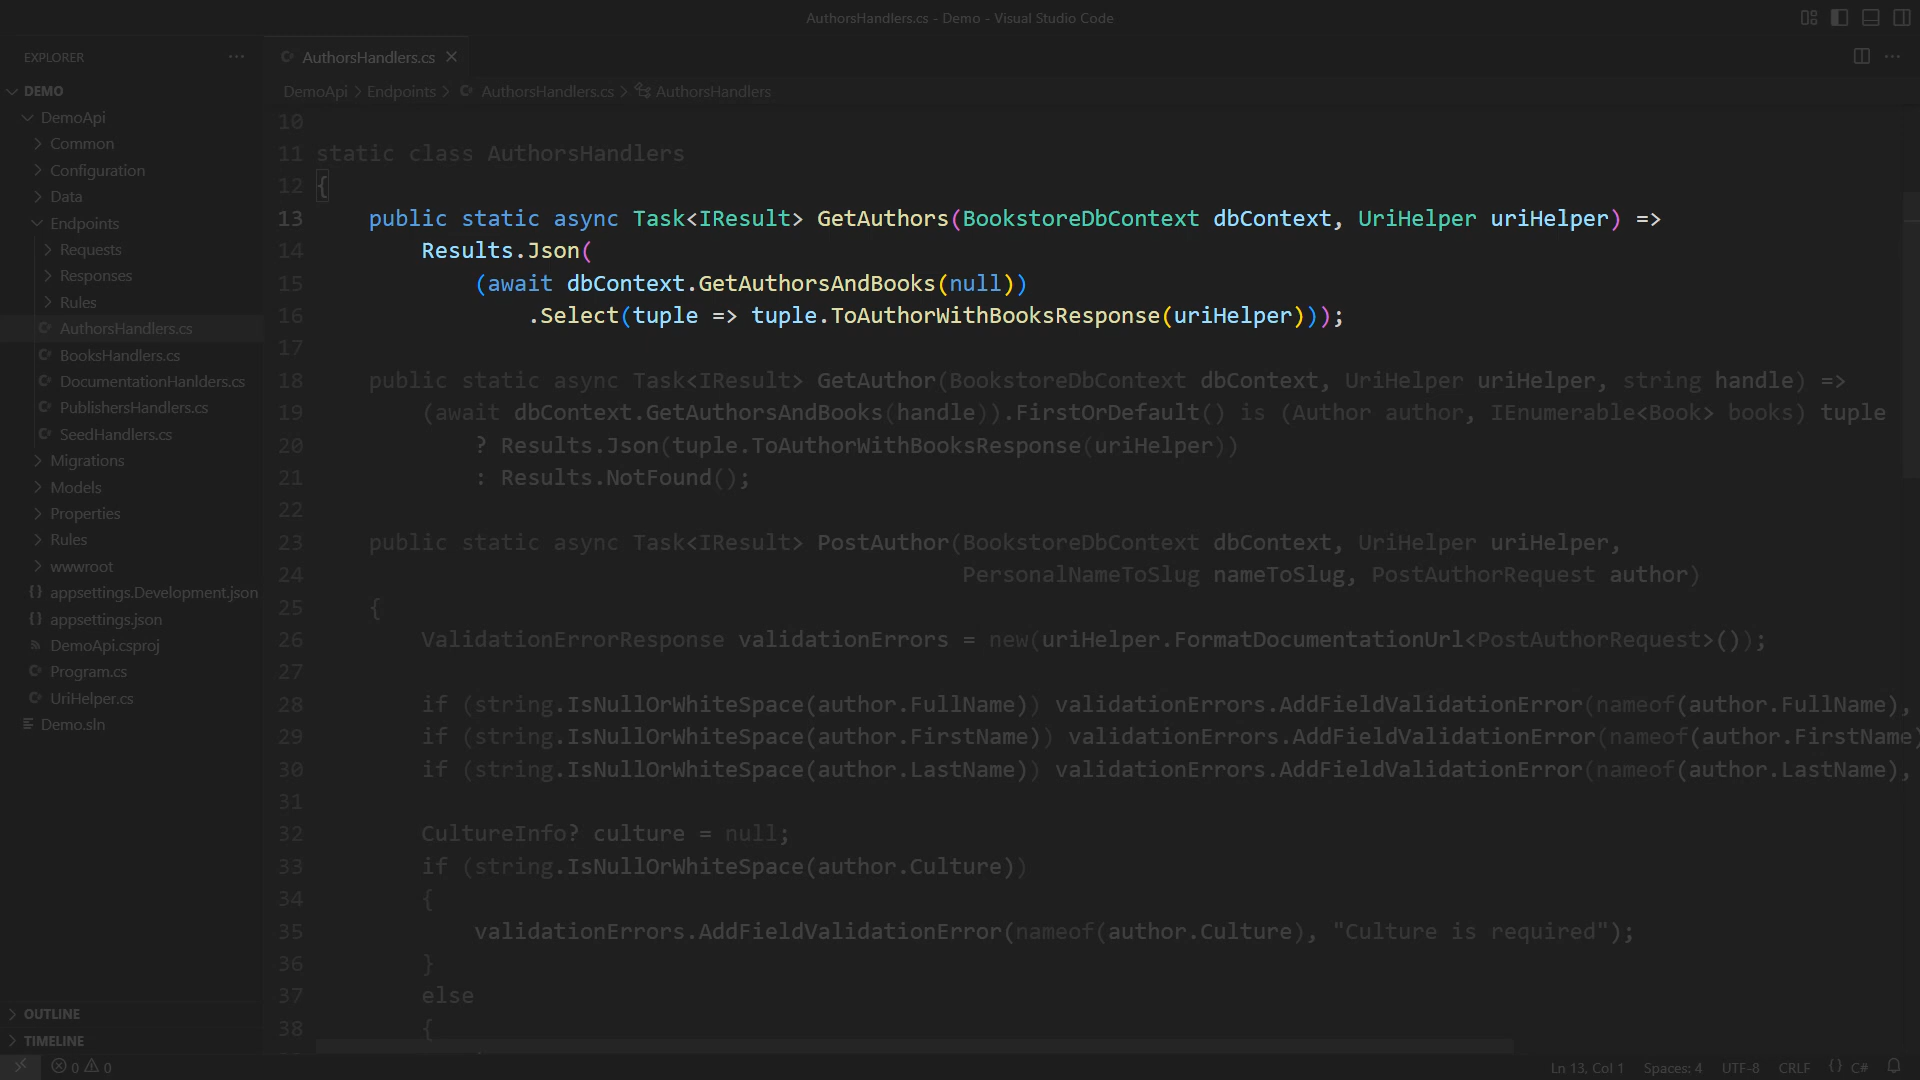 AuthorsHandlers.cs - Demo - Visual Studio Code
EXPLORER
DEMO
DemoApi
Common
Configuration
Data
Endpoints
Requests
Responses
Rules
AuthorsHandlers.cs
BooksHandlers.cs
DocumentationHanlders.cs
PublishersHandlers.cs
SeedHandlers.cs
Migrations
Models
Properties
Rules
wwwroot
appsettings.Development.json
appsettings.json
DemoApi.csproj
Program.cs
UriHelper.cs
Demo.sln
OUTLINE
TIMELINE
AuthorsHandlers.cs
DemoApi > Endpoints > AuthorsHandlers.cs > AuthorsHandlers
10
11 static class AuthorsHandlers
12 {
13     public static async Task<IResult> GetAuthors(BookstoreDbContext dbContext, UriHelper uriHelper) =>
14         Results.Json(
15             (await dbContext.GetAuthorsAndBooks(null))
16                 .Select(tuple => tuple.ToAuthorWithBooksResponse(uriHelper)));
17
18     public static async Task<IResult> GetAuthor(BookstoreDbContext dbContext, UriHelper uriHelper, string handle) =>
19         (await dbContext.GetAuthorsAndBooks(handle)).FirstOrDefault() is (Author author, IEnumerable<Book> books) tuple
20             ? Results.Json(tuple.ToAuthorWithBooksResponse(uriHelper))
21             : Results.NotFound();
22
23     public static async Task<IResult> PostAuthor(BookstoreDbContext dbContext, UriHelper uriHelper,
24                                                  PersonalNameToSlug nameToSlug, PostAuthorRequest author)
25     {
26         ValidationErrorResponse validationErrors = new(uriHelper.FormatDocumentationUrl<PostAuthorRequest>());
27
28         if (string.IsNullOrWhiteSpace(author.FullName)) validationErrors.AddFieldValidationError(nameof(author.FullName),
29         if (string.IsNullOrWhiteSpace(author.FirstName)) validationErrors.AddFieldValidationError(nameof(author.FirstName)
30         if (string.IsNullOrWhiteSpace(author.LastName)) validationErrors.AddFieldValidationError(nameof(author.LastName),
31
32         CultureInfo? culture = null;
33         if (string.IsNullOrWhiteSpace(author.Culture))
34         {
35             validationErrors.AddFieldValidationError(nameof(author.Culture), "Culture is required");
36         }
37         else
38         {
0 0
Ln 13, Col 1 Spaces: 4 UTF-8 CRLF {} C#